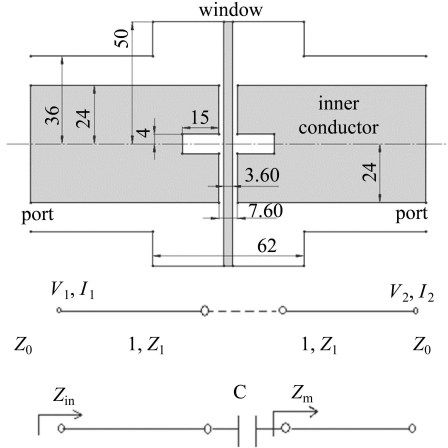 window
50
36
24
4
15
inner
conductor
3.60
24
7.60
port
port
62
V₁, I₁
V₂, I₂
Z₀
1, Z₁
1, Z₁
Z₀
Zᵢₙ
C
Zₘ